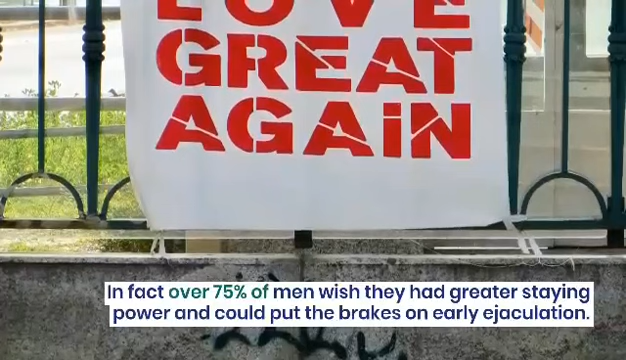 LOVE
GREAT
AGAiN
In fact over 75% of men wish they had greater staying
power and could put the brakes on early ejaculation.